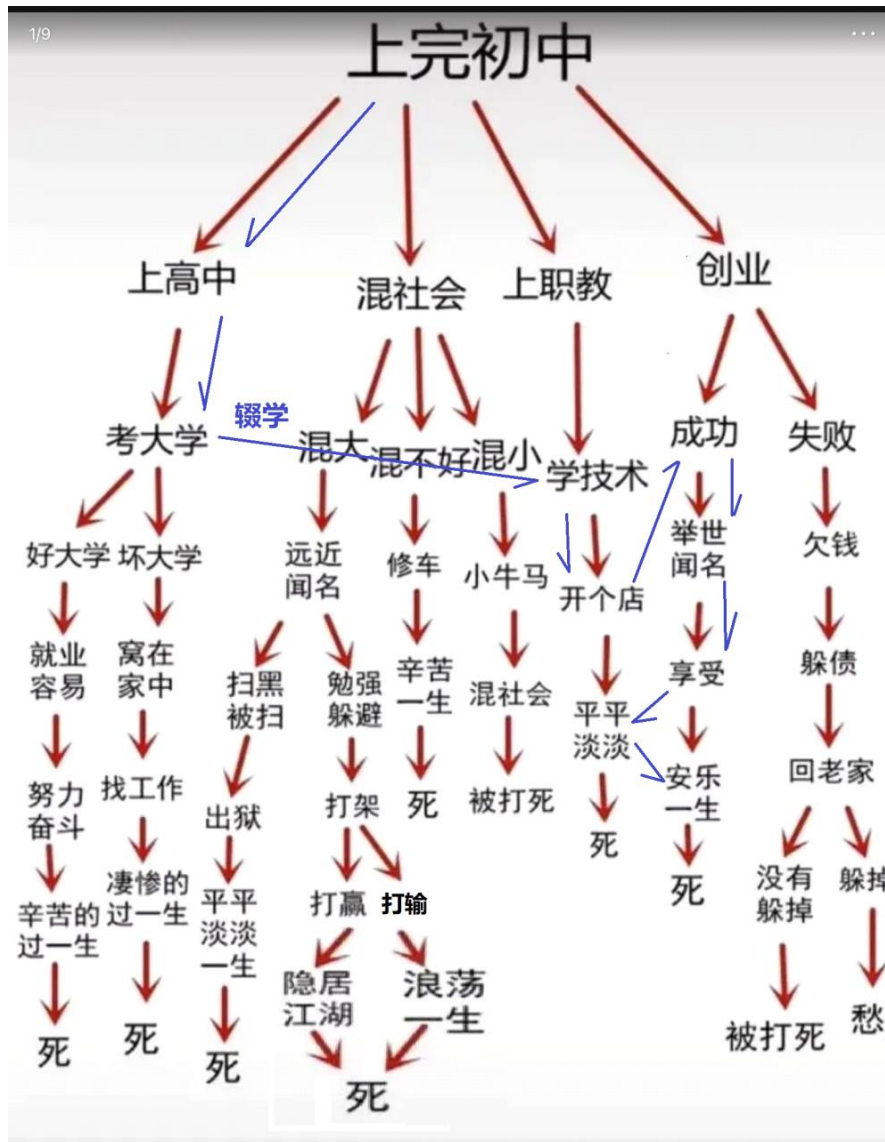 1/9
上完初中
上高中
混社会
上职教
创业
考大学
辍学
混大
混不好
混小
学技术
成功
失败
好大学
坏大学
远近
闻名
修车
小牛马
开个店
举世
闻名
欠钱
就业
容易
窝在
家中
扫黑
被扫
勉强
躲避
辛苦
一生
混社会
平平
淡淡
享受
躲债
努力
奋斗
找工作
出狱
打架
死
被打死
死
安乐
一生
回老家
辛苦的
过一生
凄惨的
过一生
平平
淡淡
一生
打赢
打输
死
没有
躲掉
躲掉
隐居
江湖
浪荡
一生
死
死
死
死
被打死
愁